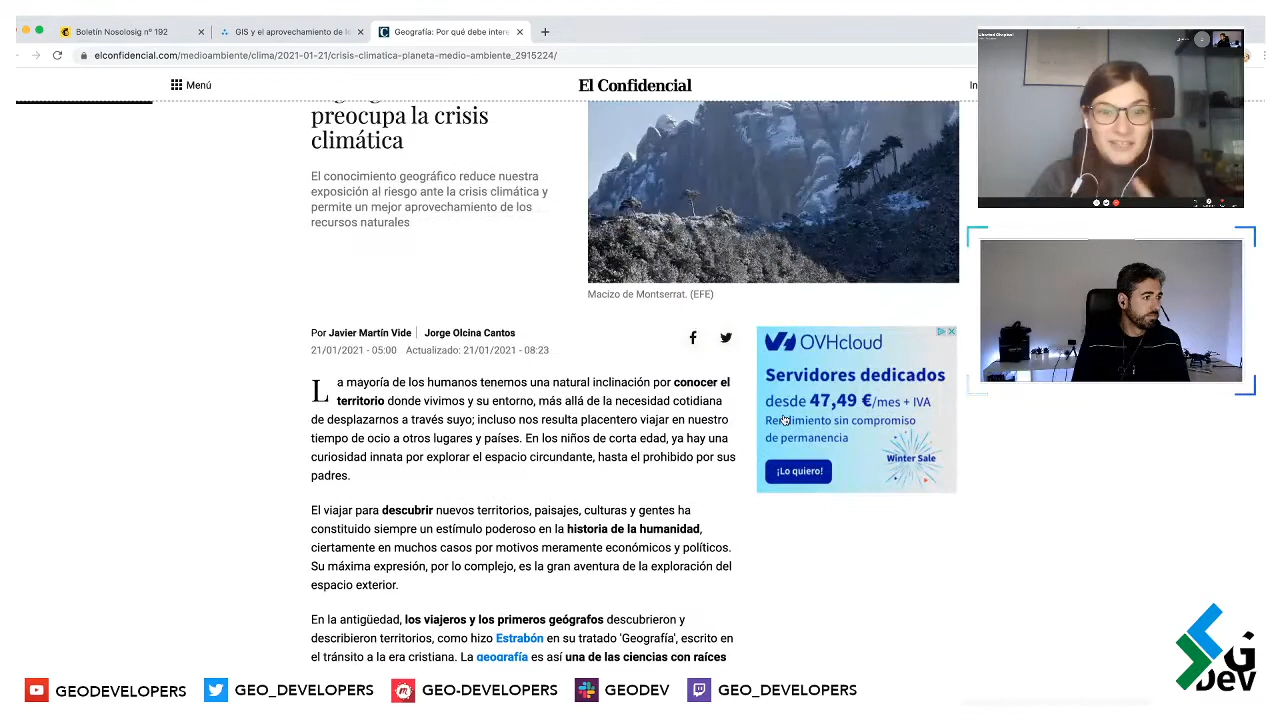 Boletín Nosolosig nº 192
GIS y el aprovechamiento de lo
Geografía: Por qué debe intere
elconfidencial.com/medioambiente/clima/2021-01-21/crisis-climatica-planeta-medio-ambiente_2915224/
Menú
El Confidencial
In
preocupa la crisis
climática
El conocimiento geográfico reduce nuestra
exposición al riesgo ante la crisis climática y
permite un mejor aprovechamiento de los
recursos naturales
Macizo de Montserrat. (EFE)
Por Javier Martín Vide | Jorge Olcina Cantos
21/01/2021 - 05:00 Actualizado: 21/01/2021 - 08:23
La mayoría de los humanos tenemos una natural inclinación por conocer el
territorio donde vivimos y su entorno, más allá de la necesidad cotidiana
de desplazarnos a través suyo; incluso nos resulta placentero viajar en nuestro
tiempo de ocio a otros lugares y países. En los niños de corta edad, ya hay una
curiosidad innata por explorar el espacio circundante, hasta el prohibido por sus
padres.
El viajar para descubrir nuevos territorios, paisajes, culturas y gentes ha
constituido siempre un estímulo poderoso en la historia de la humanidad,
ciertamente en muchos casos por motivos meramente económicos y políticos.
Su máxima expresión, por lo complejo, es la gran aventura de la exploración del
espacio exterior.
En la antigüedad, los viajeros y los primeros geógrafos descubrieron y
describieron territorios, como hizo Estrabón en su tratado 'Geografía', escrito en
el tránsito a la era cristiana. La geografía es así una de las ciencias con raíces
OVHcloud
Servidores dedicados
desde 47,49 €/mes + IVA
Rendimiento sin compromiso
de permanencia
Winter Sale
¡Lo quiero!
GEODEVELOPERS
GEO_DEVELOPERS
GEO-DEVELOPERS
GEODEV
GEO_DEVELOPERS
G
Dev